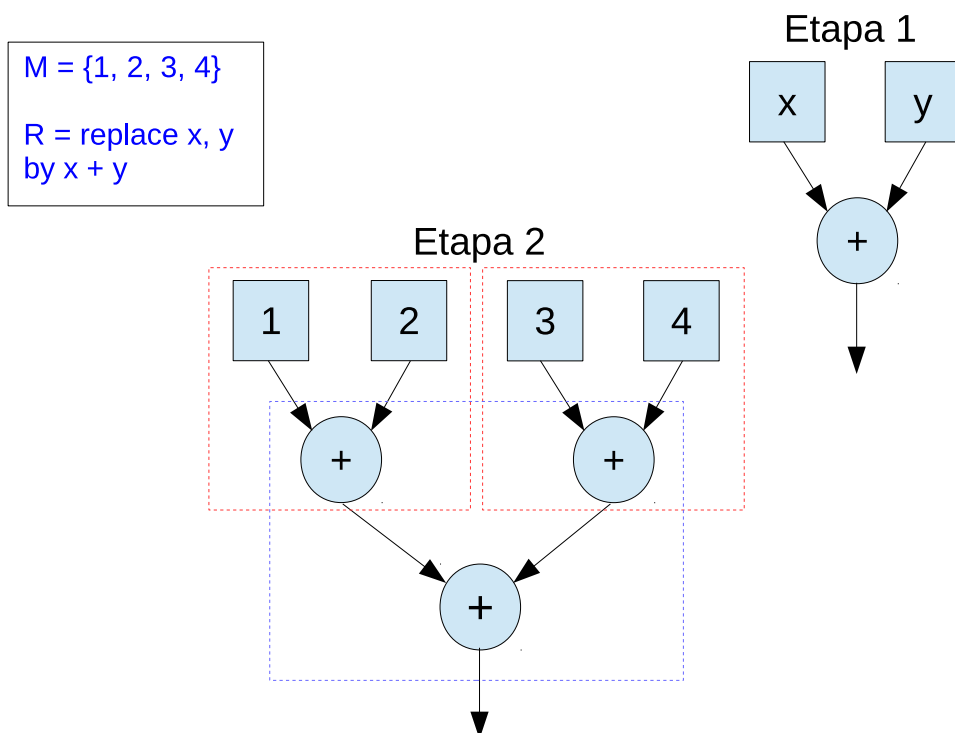 Etapa 1
M = {1, 2, 3, 4}
R = replace x, y
by x + y
x y
+
Etapa 2
1 2 3 4
+ +
+